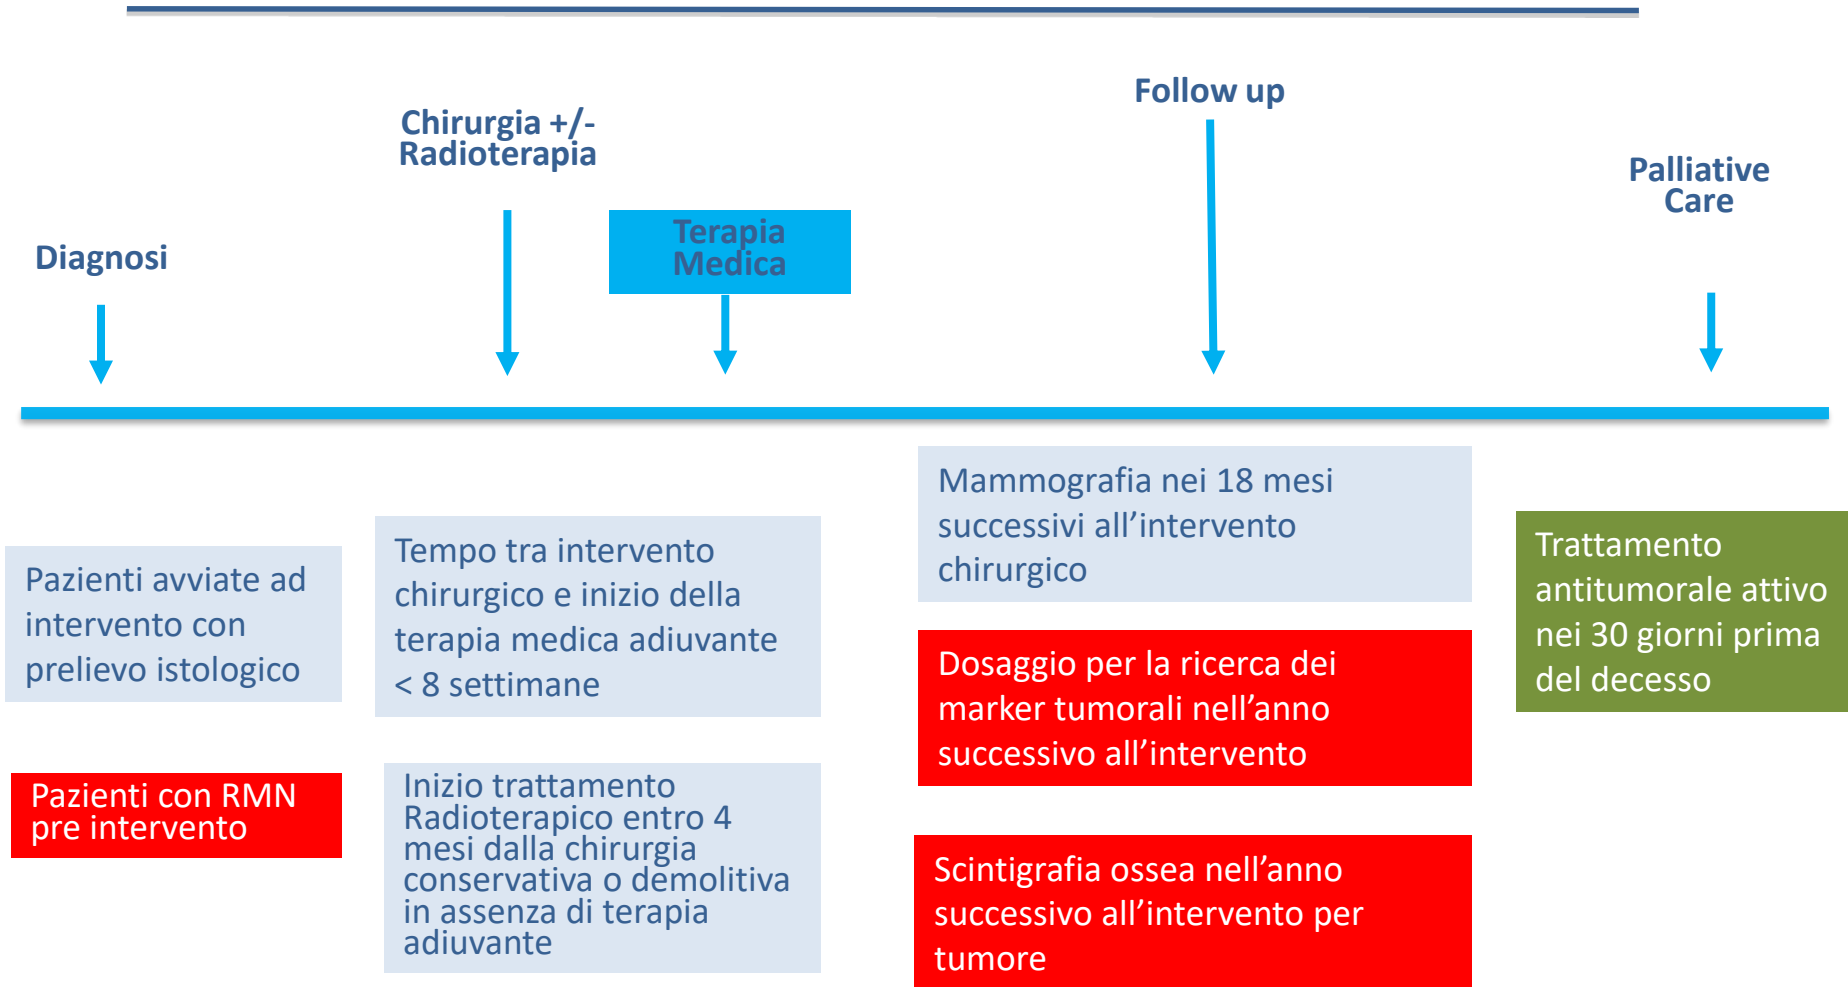 Follow up
Chirurgia +/-
Radioterapia
Palliative
Care
Terapia
Medica
Diagnosi
Pazienti avviate ad
intervento con
prelievo istologico
Pazienti con RMN
pre intervento
Tempo tra intervento
chirurgico e inizio della
terapia medica adiuvante
< 8 settimane
Inizio trattamento
Radioterapico entro 4
mesi dalla chirurgia
conservativa o demolitiva
in assenza di terapia
adiuvante
Mammografia nei 18 mesi
successivi all’intervento
chirurgico
Dosaggio per la ricerca dei
marker tumorali nell’anno
successivo all’intervento
Scintigrafia ossea nell’anno
successivo all’intervento per
tumore
Trattamento
antitumorale attivo
nei 30 giorni prima
del decesso